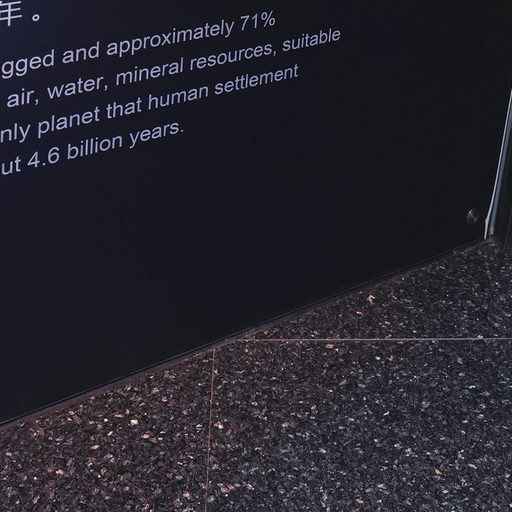 年。
gged and approximately 71%
air, water, mineral resources, suitable
nly planet that human settlement
ut 4.6 billion years.